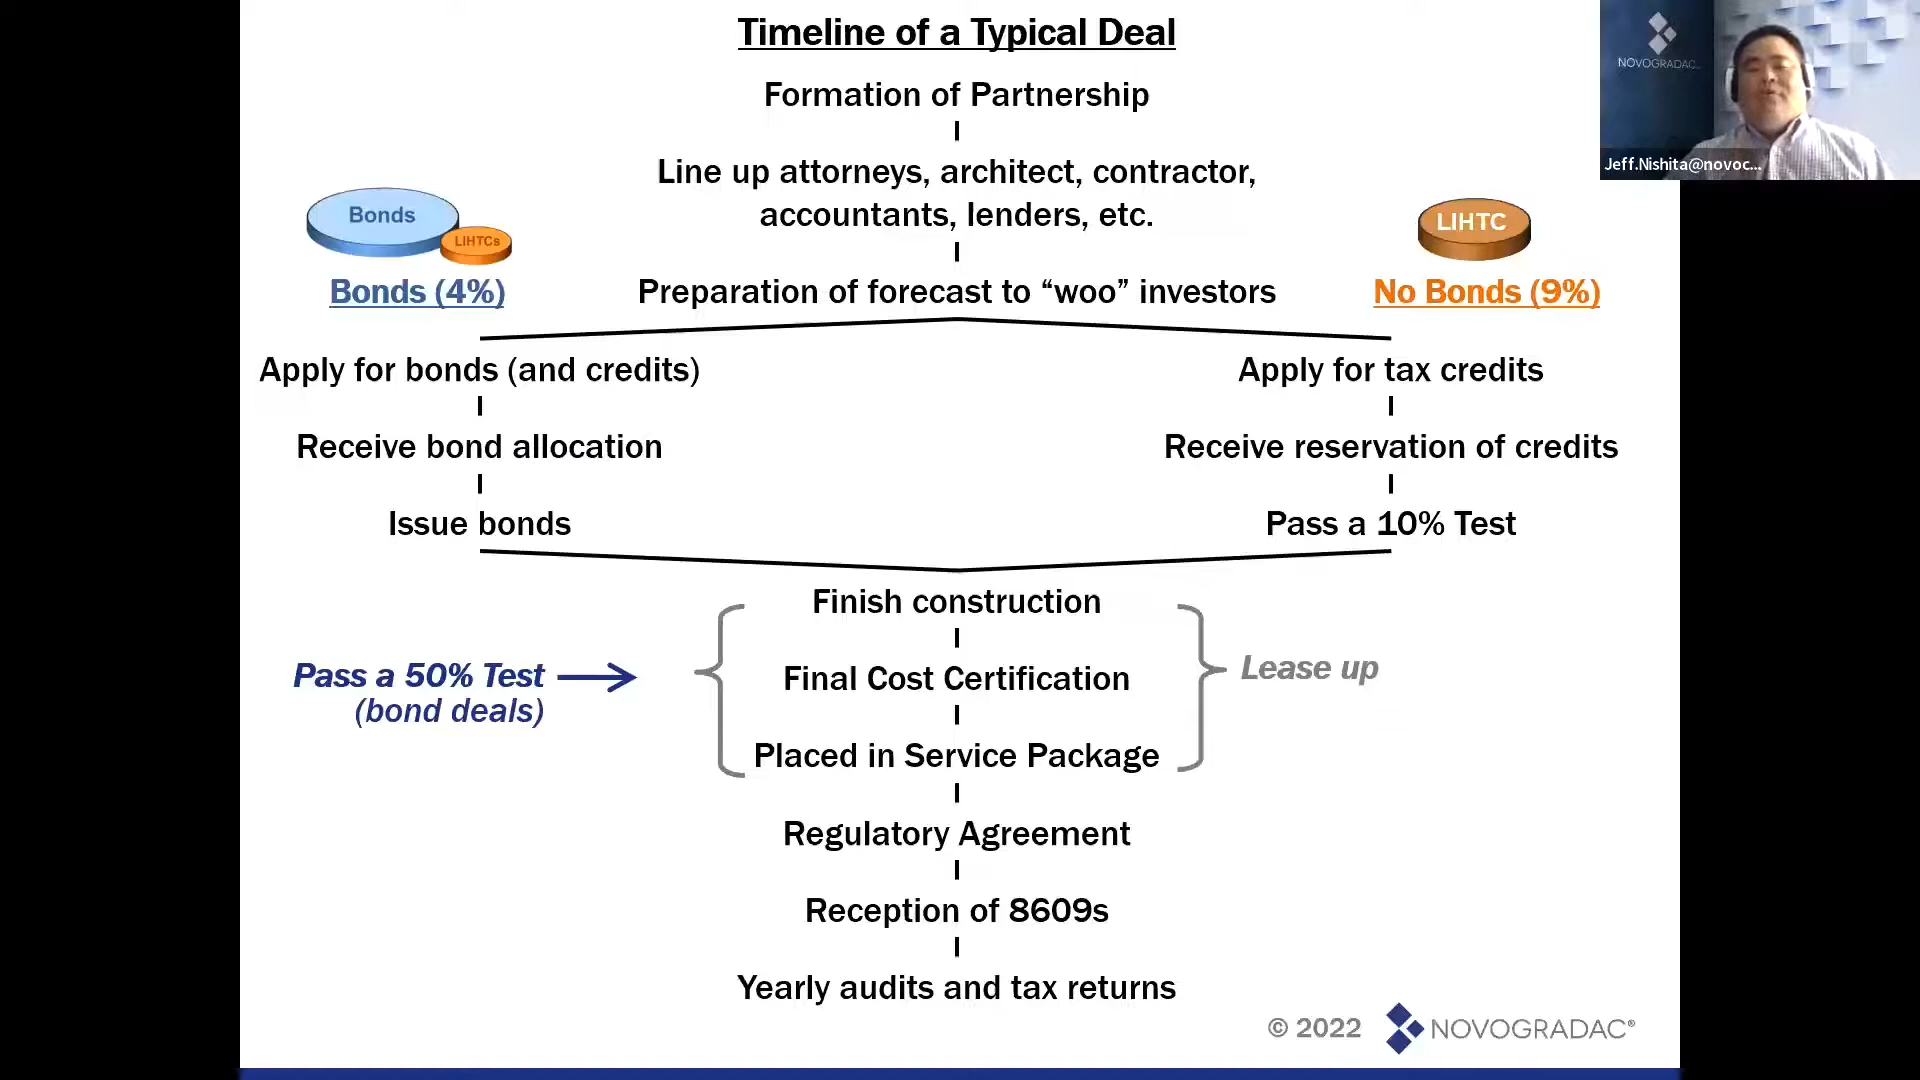 Timeline of a Typical Deal
NOVOGRADAC
Jeff.Nishita@novoc...
Formation of Partnership
Line up attorneys, architect, contractor,
accountants, lenders, etc.
Bonds
LIHTCs
LIHTC
Bonds (4%)
Preparation of forecast to “woo” investors
No Bonds (9%)
Apply for bonds (and credits)
Apply for tax credits
Receive bond allocation
Receive reservation of credits
Issue bonds
Pass a 10% Test
Finish construction
Pass a 50% Test
(bond deals)
Final Cost Certification
Lease up
Placed in Service Package
Regulatory Agreement
Reception of 8609s
Yearly audits and tax returns
© 2022
NOVOGRADAC®